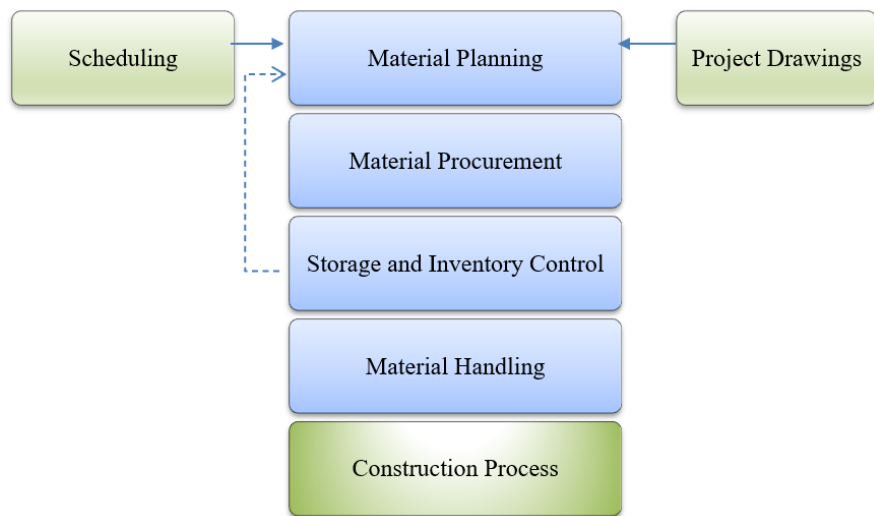 Scheduling
Material Planning
Project Drawings
Material Procurement
Storage and Inventory Control
Material Handling
Construction Process